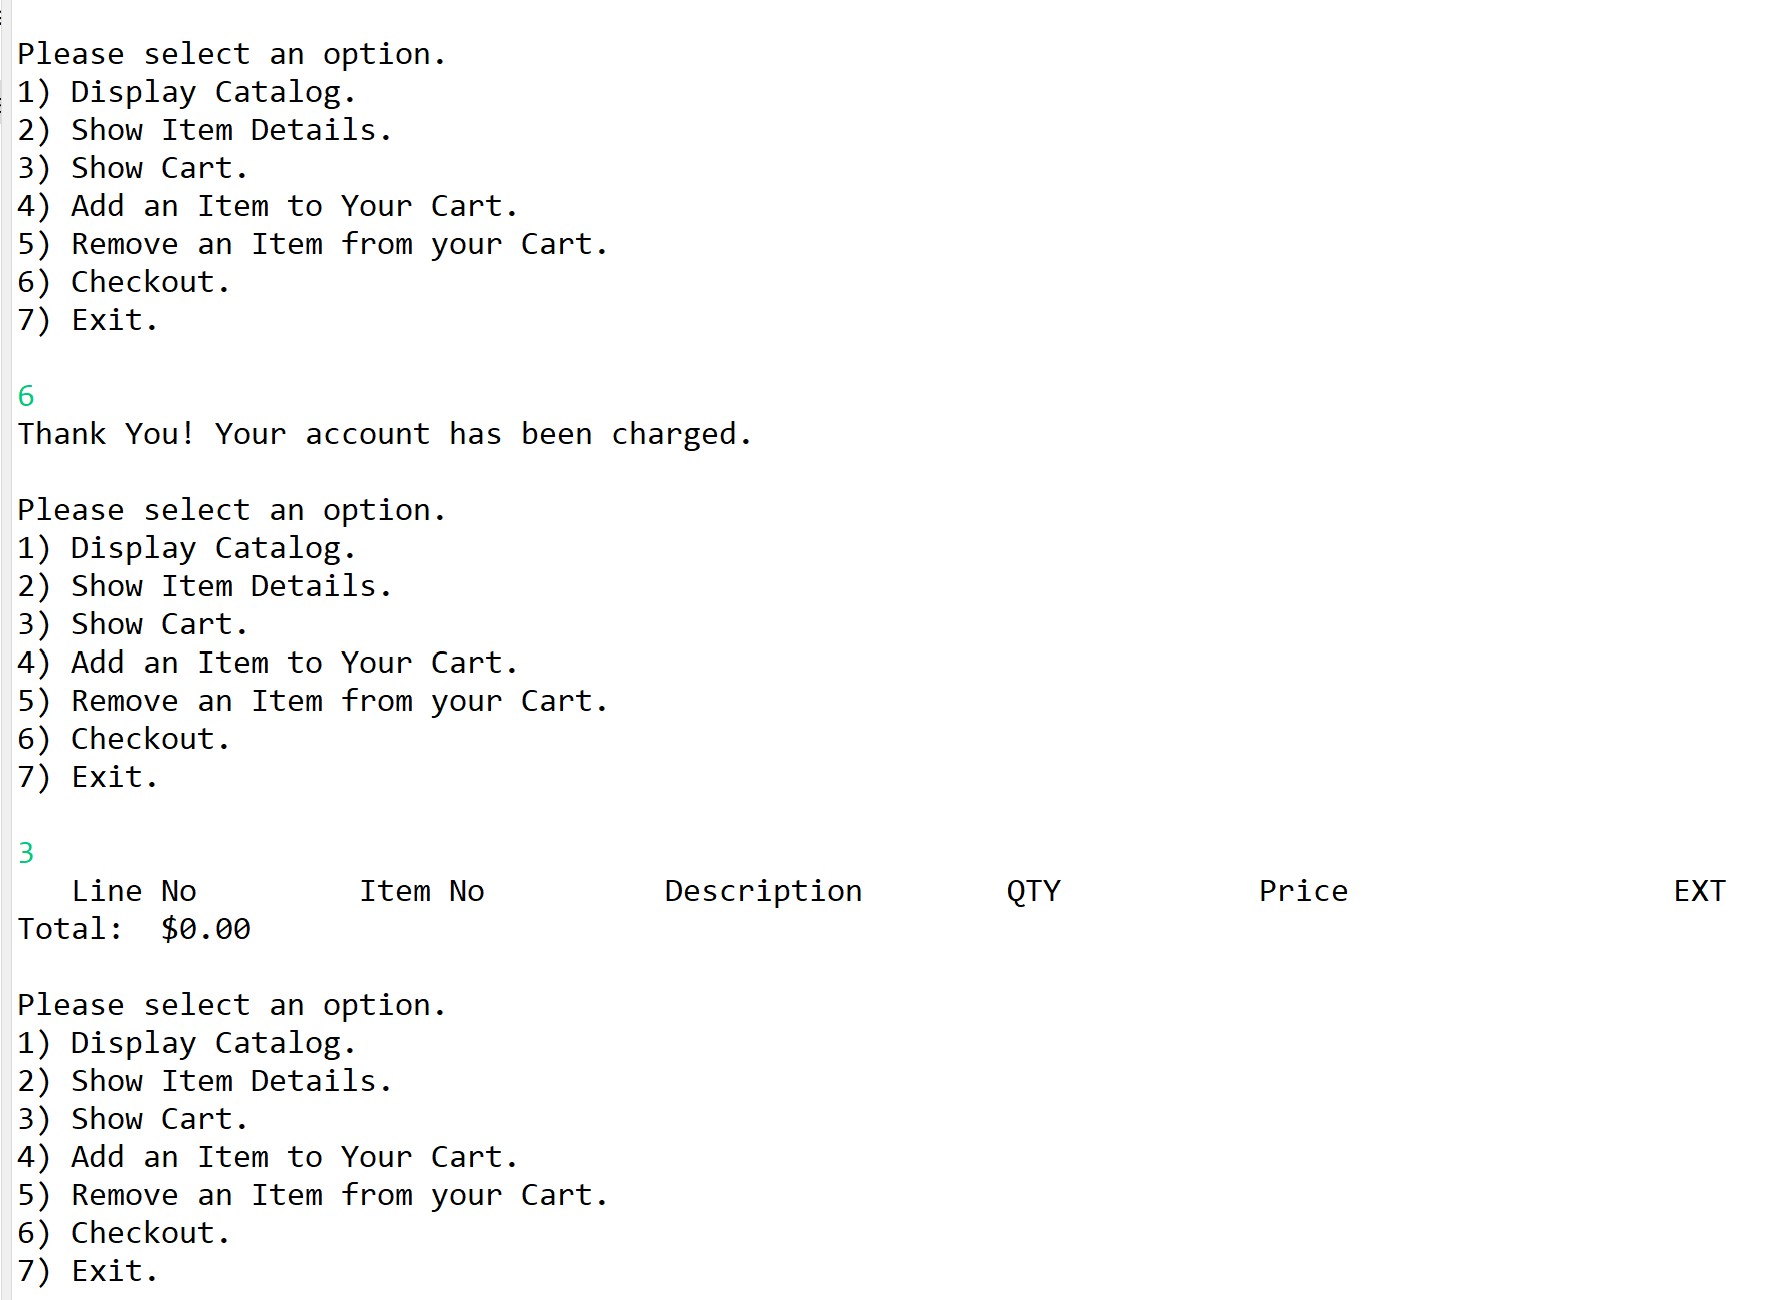 Please select an option.
1) Display Catalog.
2) Show Item Details.
3) Show Cart.
4) Add an Item to Your Cart.
5) Remove an Item from your Cart.
6) Checkout.
7) Exit.
6
Thank You! Your account has been charged.
Please select an option.
1) Display Catalog.
2) Show Item Details.
3) Show Cart.
4) Add an Item to Your Cart.
5) Remove an Item from your Cart.
6) Checkout.
7) Exit.
3
Line No Item No Description QTY Price EXT
Total: $0.00
Please select an option.
1) Display Catalog.
2) Show Item Details.
3) Show Cart.
4) Add an Item to Your Cart.
5) Remove an Item from your Cart.
6) Checkout.
7) Exit.